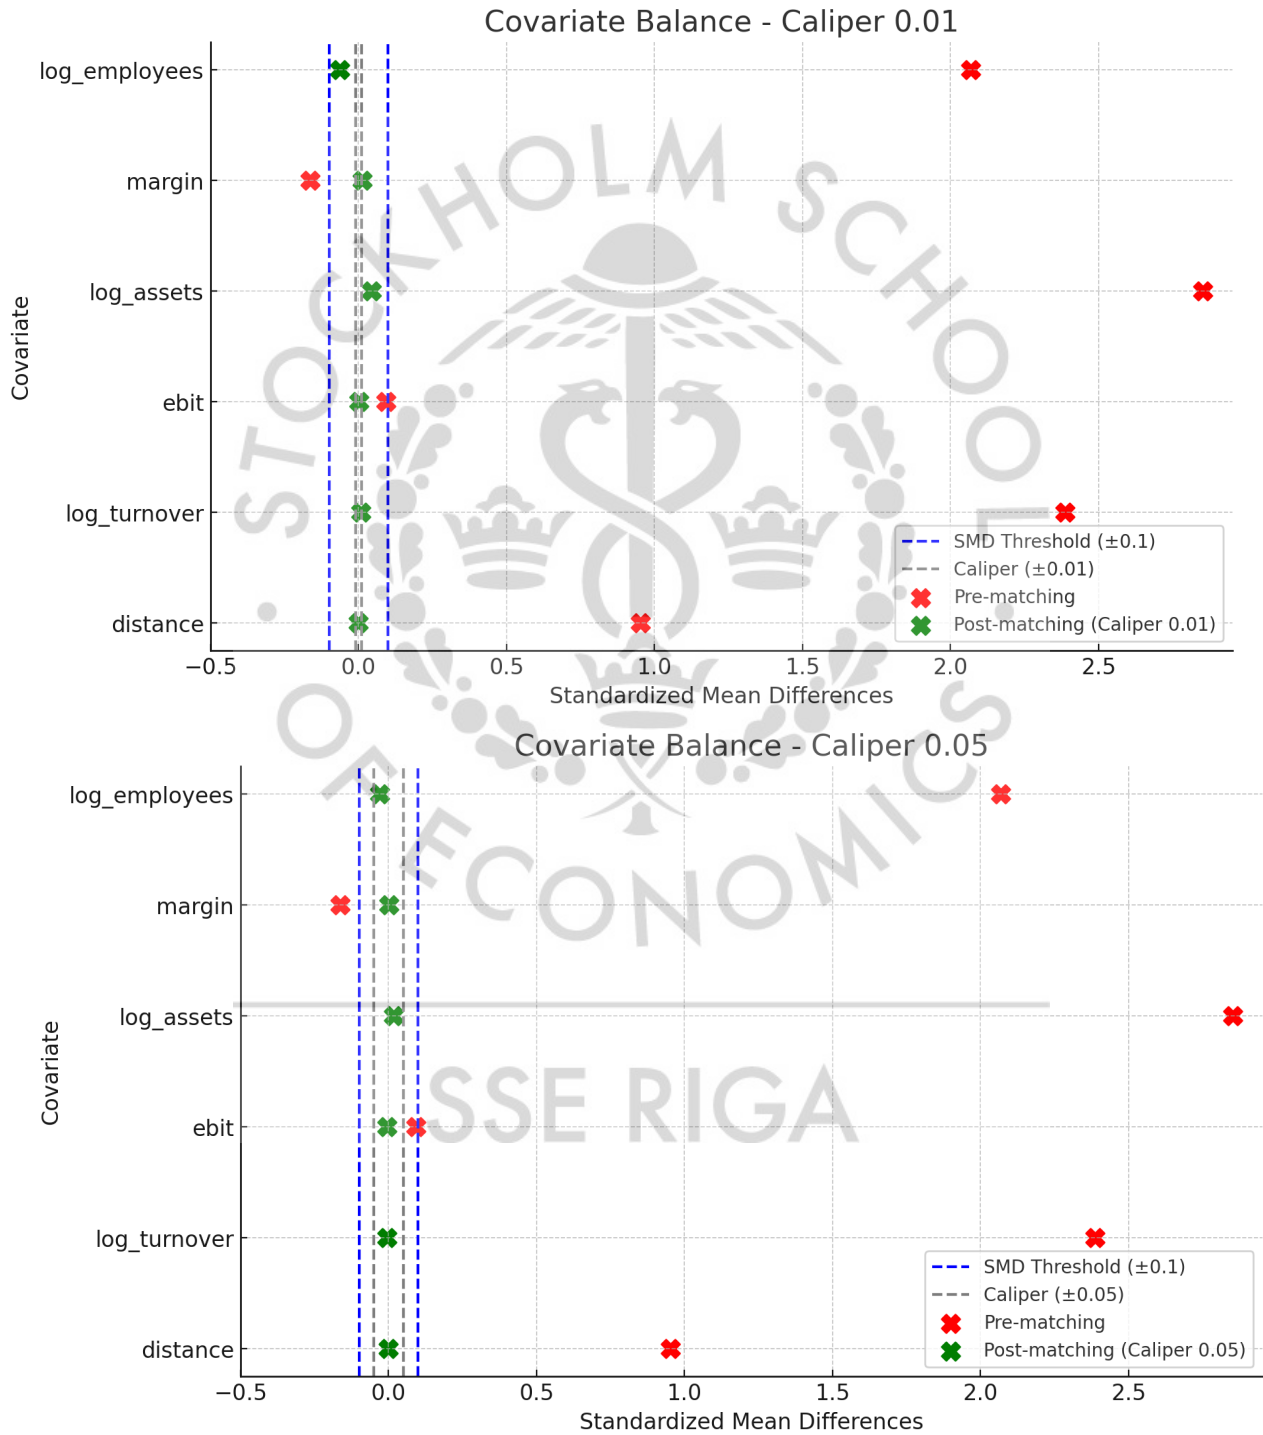 Covariate Balance - Caliper 0.01
log_employees
margin
log_assets
ebit
log_turnover
distance
Covariate
SMD Threshold (±0.1)
Caliper (±0.01)
Pre-matching
Post-matching (Caliper 0.01)
−0.5 0.0 0.5 1.0 1.5 2.0 2.5
Standardized Mean Differences
Covariate Balance - Caliper 0.05
log_employees
margin
log_assets
ebit
log_turnover
distance
Covariate
SMD Threshold (±0.1)
Caliper (±0.05)
Pre-matching
Post-matching (Caliper 0.05)
−0.5 0.0 0.5 1.0 1.5 2.0 2.5
Standardized Mean Differences
STOCKHOLM SCHOOL
OF ECONOMICS
SSE RIGA